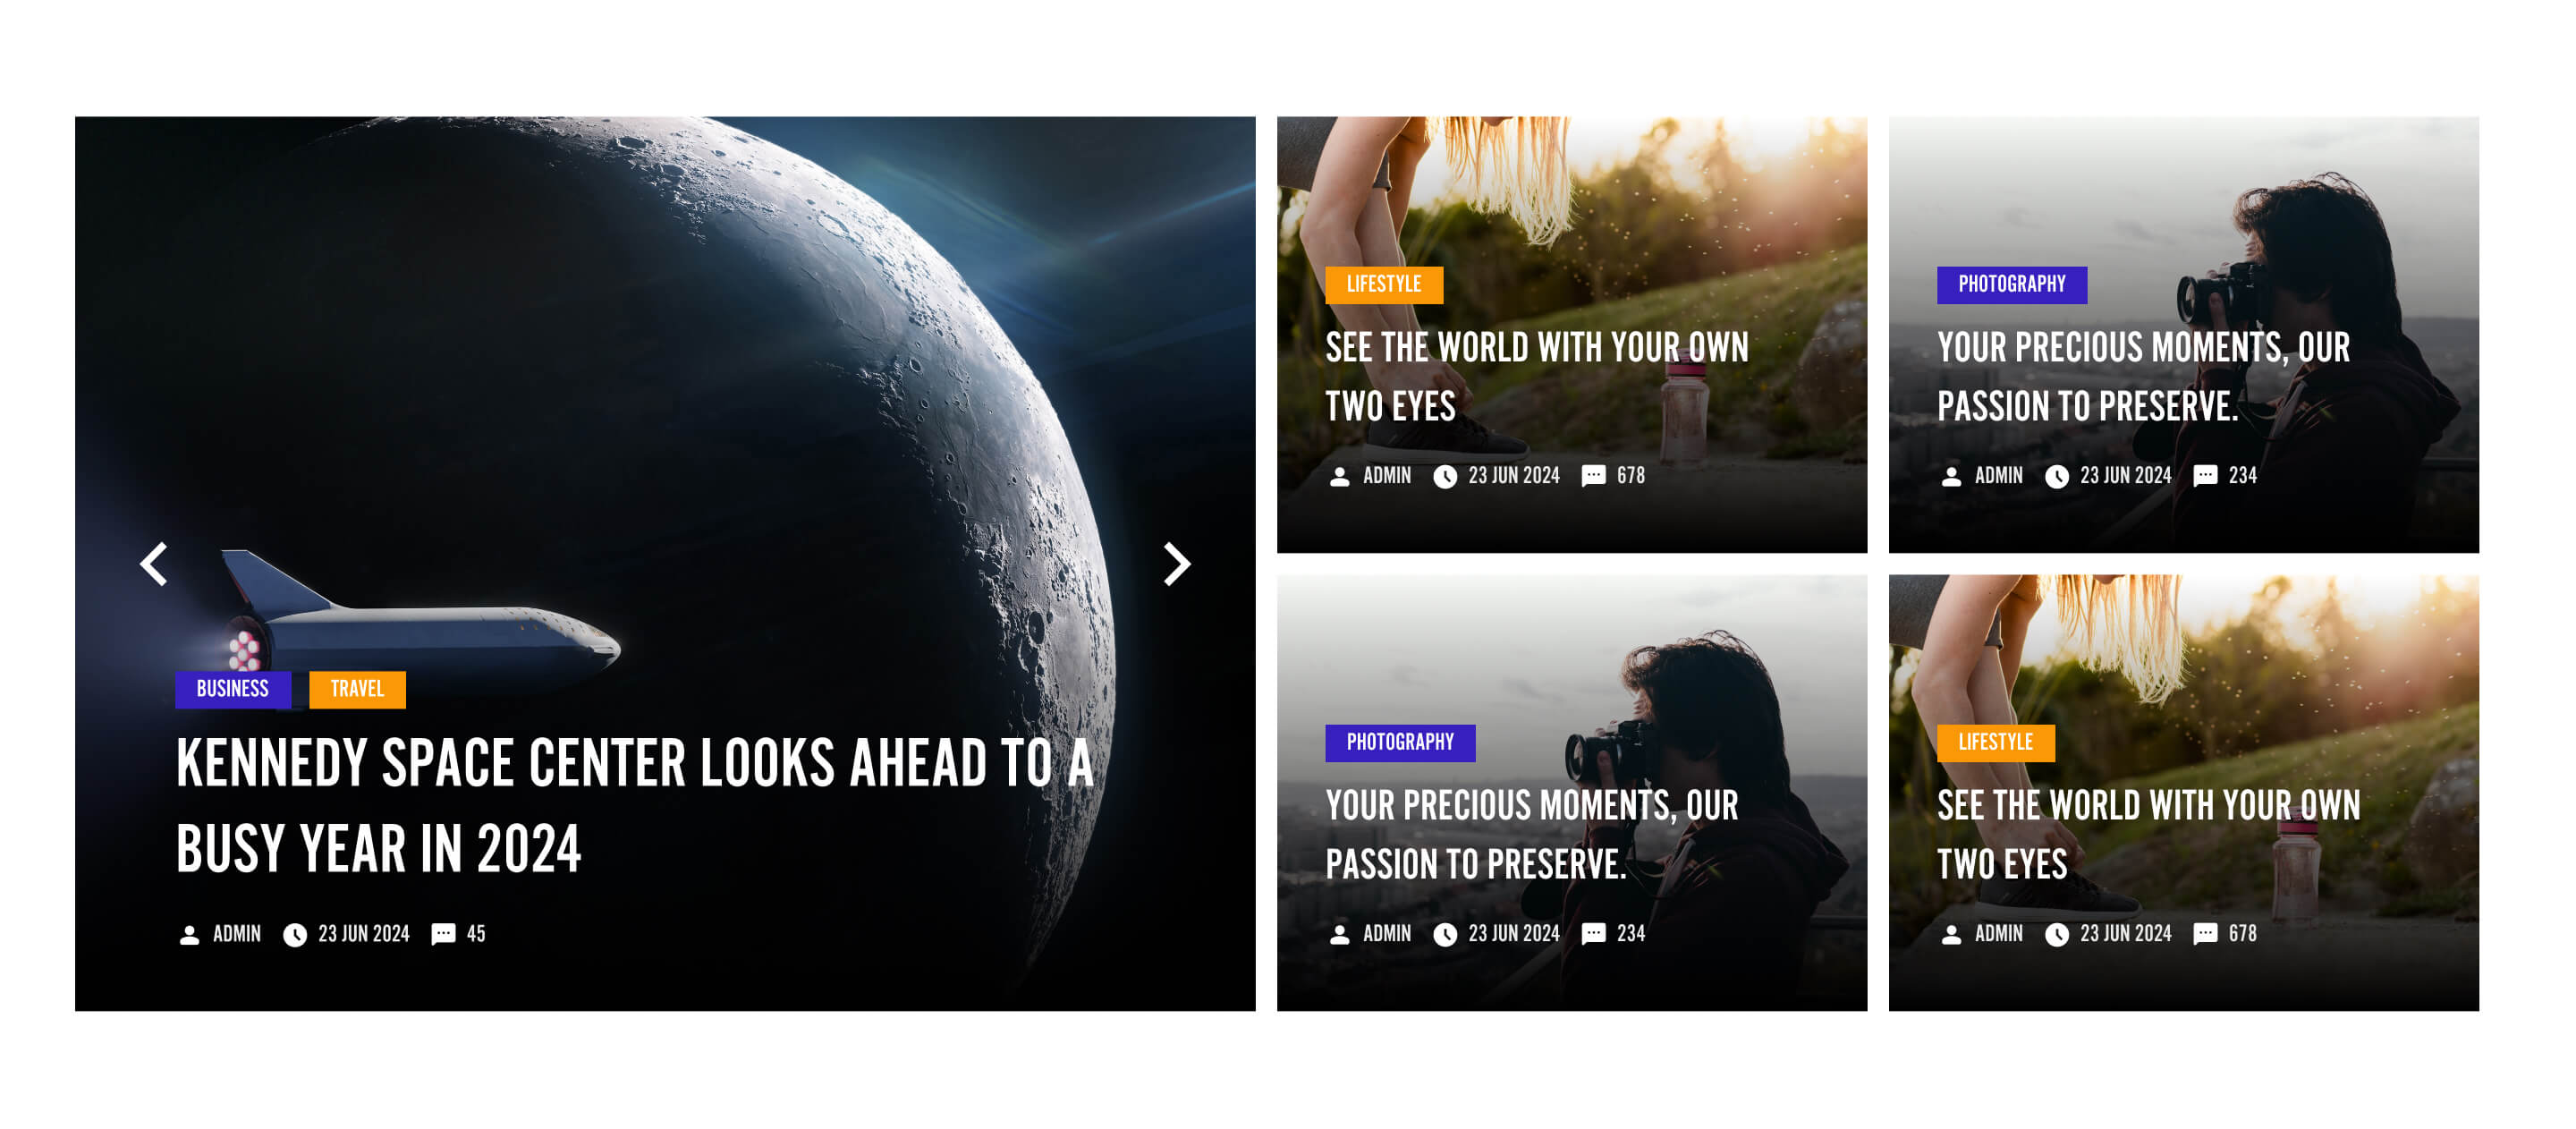 BUSINESS TRAVEL
KENNEDY SPACE CENTER LOOKS AHEAD TO A
BUSY YEAR IN 2024
ADMIN 23 JUN 2024 45
LIFESTYLE
SEE THE WORLD WITH YOUR OWN
TWO EYES
ADMIN 23 JUN 2024 678
PHOTOGRAPHY
YOUR PRECIOUS MOMENTS, OUR
PASSION TO PRESERVE.
ADMIN 23 JUN 2024 234
PHOTOGRAPHY
YOUR PRECIOUS MOMENTS, OUR
PASSION TO PRESERVE.
ADMIN 23 JUN 2024 234
LIFESTYLE
SEE THE WORLD WITH YOUR OWN
TWO EYES
ADMIN 23 JUN 2024 678